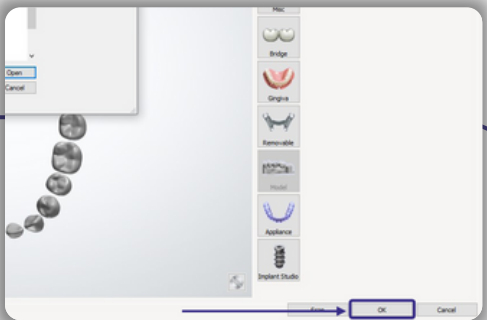 Misc
Bridge
Open
Cancel
Gingiva
Removable
Model
Appliance
Implant Studio
OK
Cancel